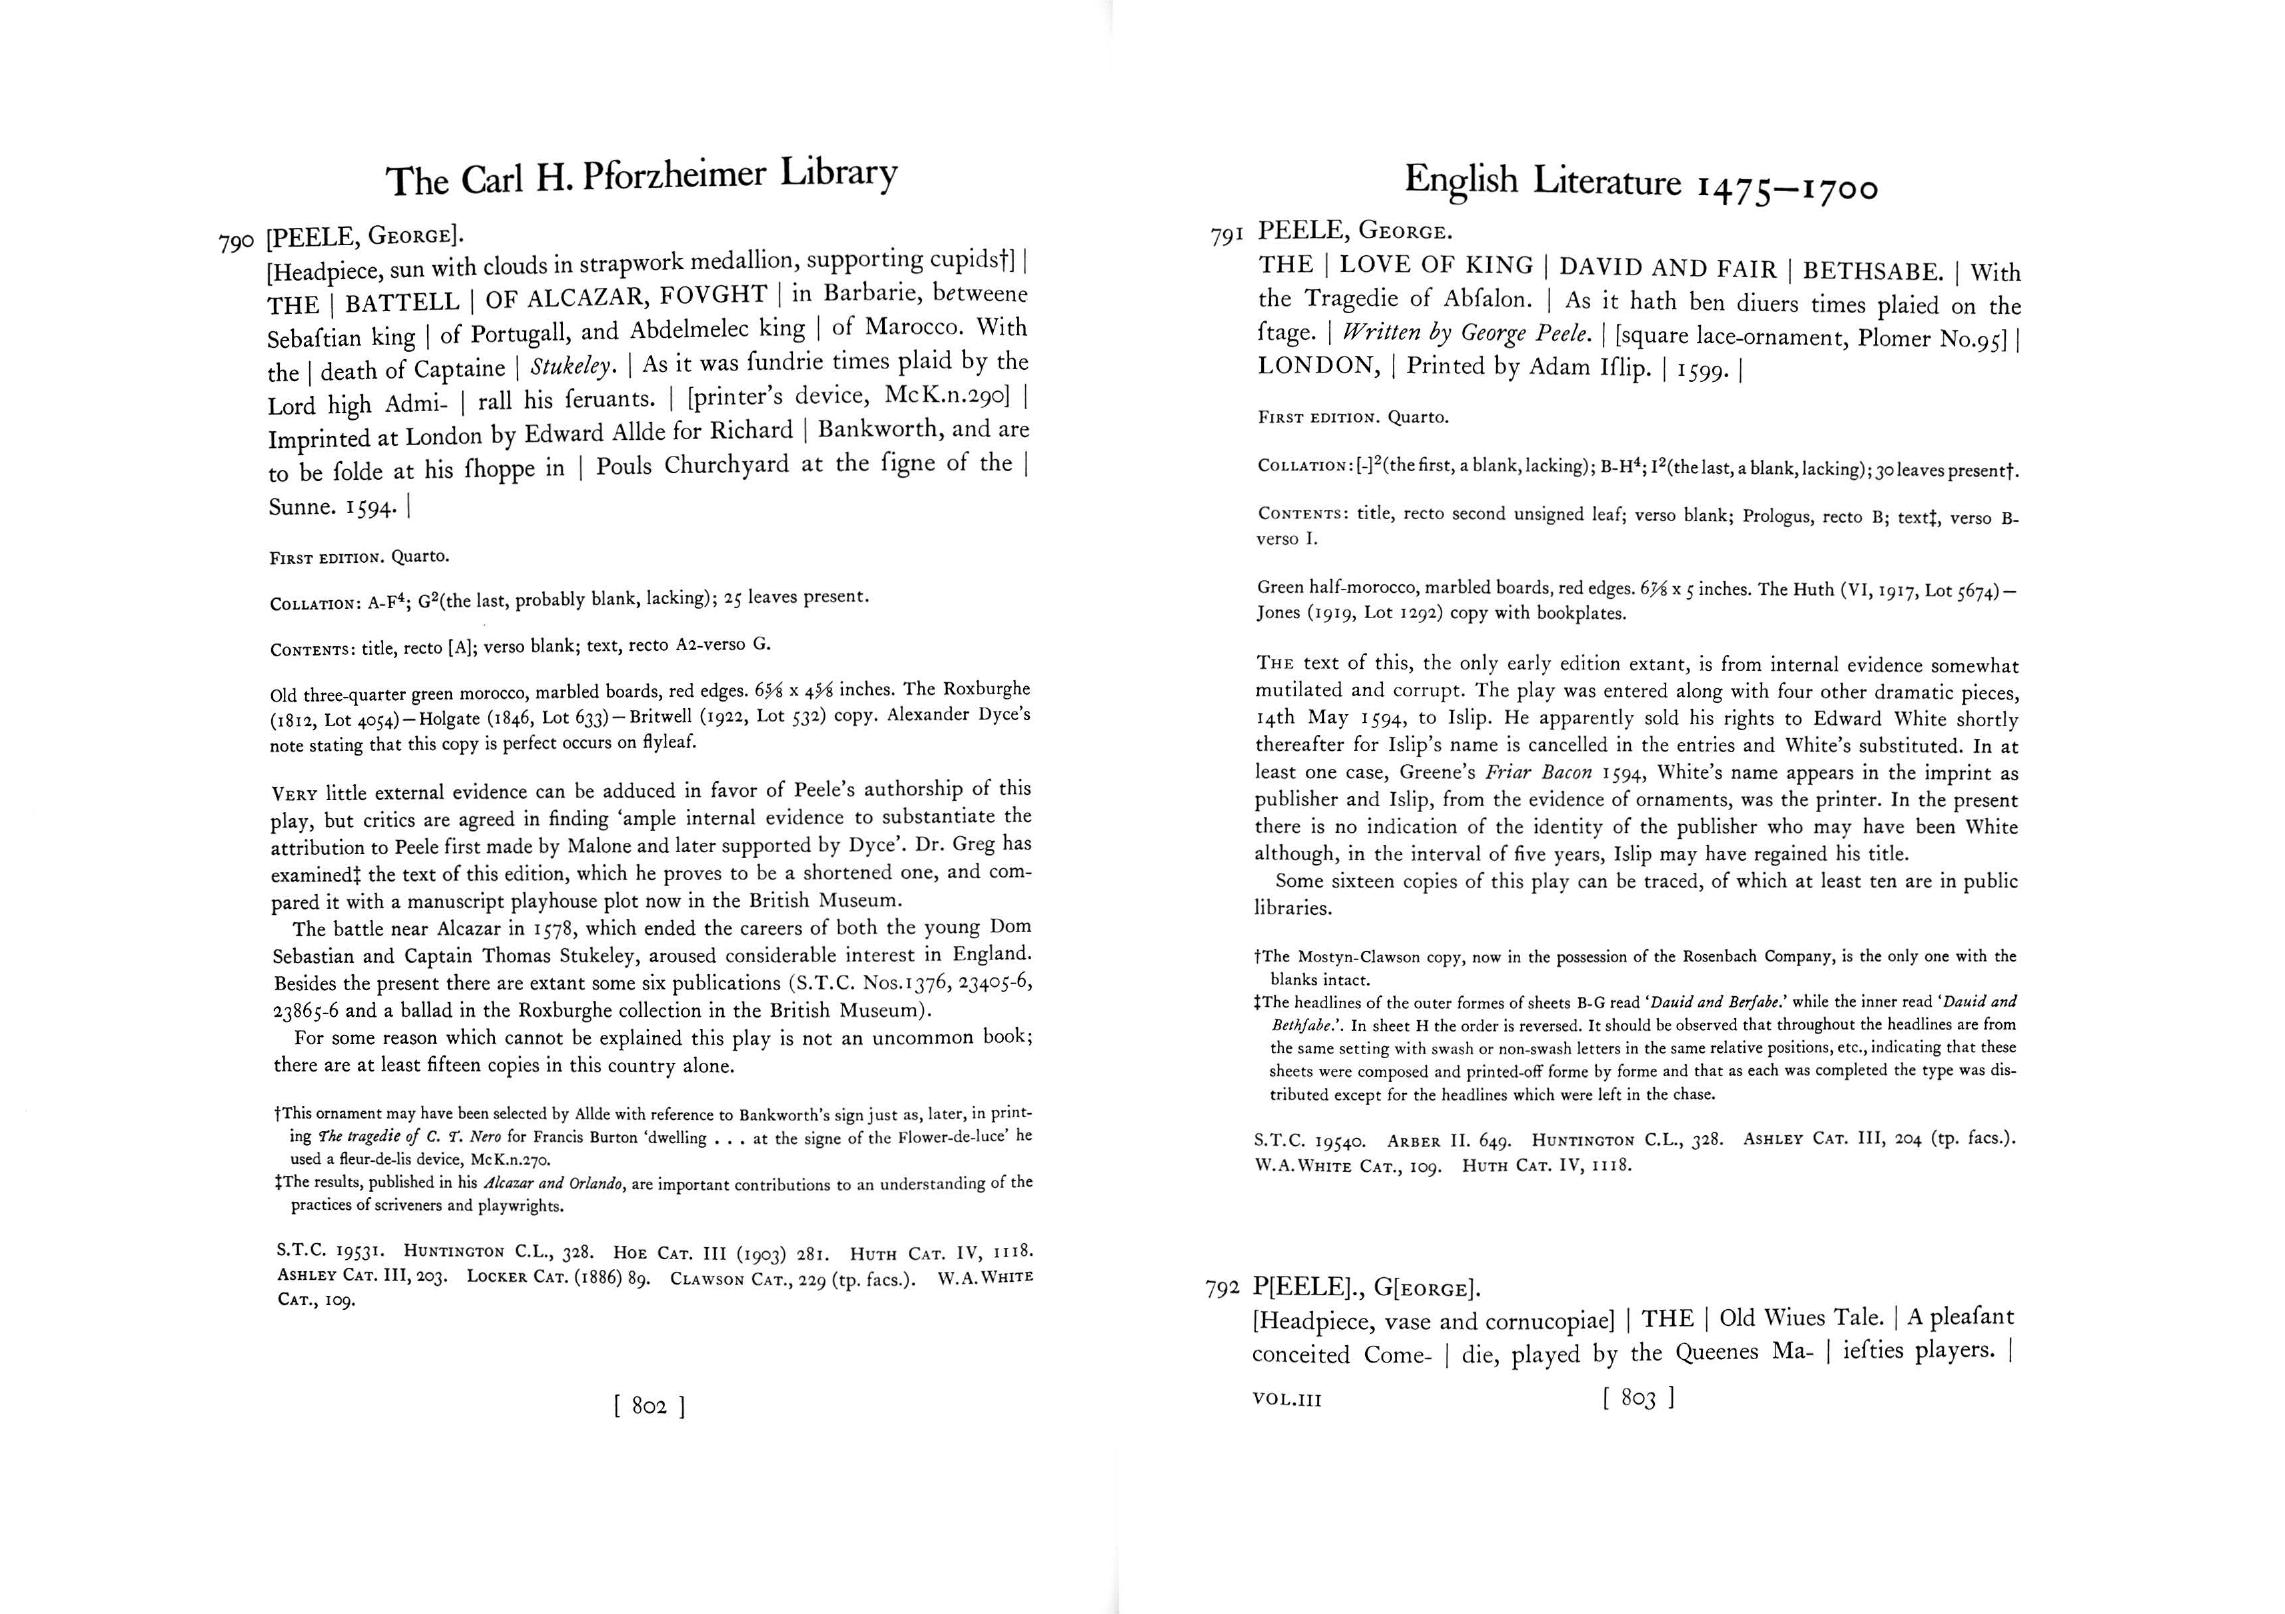 The Carl H. Pforzheimer Library
790 [PEELE, GEORGE].
[Headpiece, sun with clouds in strapwork medallion, supporting cupids†] |
THE | BATTELL | OF ALCAZAR, FOVGHT | in Barbarie, betweene
Sebaſtian king | of Portugall, and Abdelmelec king | of Marocco. With
the | death of Captaine | Stukeley. | As it was ſundrie times plaid by the
Lord high Admi- | rall his ſeruants. | [printer's device, McK.n.290] |
Imprinted at London by Edward Allde for Richard | Bankworth, and are
to be ſolde at his ſhoppe in | Pouls Churchyard at the ſigne of the |
Sunne. 1594. |
FIRST EDITION. Quarto.
COLLATION: A-F⁴; G²(the last, probably blank, lacking); 25 leaves present.
CONTENTS: title, recto [A]; verso blank; text, recto A2-verso G.
Old three-quarter green morocco, marbled boards, red edges. 6⅝ x 4⅝ inches. The Roxburghe
(1812, Lot 4054)—Holgate (1846, Lot 633)—Britwell (1922, Lot 532) copy. Alexander Dyce's
note stating that this copy is perfect occurs on flyleaf.
VERY little external evidence can be adduced in favor of Peele's authorship of this
play, but critics are agreed in finding 'ample internal evidence to substantiate the
attribution to Peele first made by Malone and later supported by Dyce'. Dr. Greg has
examined‡ the text of this edition, which he proves to be a shortened one, and com-
pared it with a manuscript playhouse plot now in the British Museum.
The battle near Alcazar in 1578, which ended the careers of both the young Dom
Sebastian and Captain Thomas Stukeley, aroused considerable interest in England.
Besides the present there are extant some six publications (S.T.C. Nos.1376, 23405-6,
23865-6 and a ballad in the Roxburghe collection in the British Museum).
For some reason which cannot be explained this play is not an uncommon book;
there are at least fifteen copies in this country alone.
†This ornament may have been selected by Allde with reference to Bankworth's sign just as, later, in print-
ing The tragedie of C. T. Nero for Francis Burton 'dwelling . . . at the signe of the Flower-de-luce' he
used a fleur-de-lis device, McK.n.270.
‡The results, published in his Alcazar and Orlando, are important contributions to an understanding of the
practices of scriveners and playwrights.
S.T.C. 19531. HUNTINGTON C.L., 328. HOE CAT. III (1903) 281. HUTH CAT. IV, 1118.
ASHLEY CAT. III, 203. LOCKER CAT. (1886) 89. CLAWSON CAT., 229 (tp. facs.). W.A.WHITE
CAT., 109.
[ 802 ]
English Literature 1475—1700
791 PEELE, GEORGE.
THE | LOVE OF KING | DAVID AND FAIR | BETHSABE. | With
the Tragedie of Abſalon. | As it hath ben diuers times plaied on the
ſtage. | Written by George Peele. | [square lace-ornament, Plomer No.95] |
LONDON, | Printed by Adam Iſlip. | 1599. |
FIRST EDITION. Quarto.
COLLATION: [-]²(the first, a blank, lacking); B-H⁴; I²(the last, a blank, lacking); 30 leaves present†.
CONTENTS: title, recto second unsigned leaf; verso blank; Prologus, recto B; text‡, verso B-
verso I.
Green half-morocco, marbled boards, red edges. 6⅞ x 5 inches. The Huth (VI, 1917, Lot 5674)—
Jones (1919, Lot 1292) copy with bookplates.
THE text of this, the only early edition extant, is from internal evidence somewhat
mutilated and corrupt. The play was entered along with four other dramatic pieces,
14th May 1594, to Islip. He apparently sold his rights to Edward White shortly
thereafter for Islip's name is cancelled in the entries and White's substituted. In at
least one case, Greene's Friar Bacon 1594, White's name appears in the imprint as
publisher and Islip, from the evidence of ornaments, was the printer. In the present
there is no indication of the identity of the publisher who may have been White
although, in the interval of five years, Islip may have regained his title.
Some sixteen copies of this play can be traced, of which at least ten are in public
libraries.
†The Mostyn-Clawson copy, now in the possession of the Rosenbach Company, is the only one with the
blanks intact.
‡The headlines of the outer formes of sheets B-G read 'Dauid and Berſabe.' while the inner read 'Dauid and
Bethſabe.'. In sheet H the order is reversed. It should be observed that throughout the headlines are from
the same setting with swash or non-swash letters in the same relative positions, etc., indicating that these
sheets were composed and printed-off forme by forme and that as each was completed the type was dis-
tributed except for the headlines which were left in the chase.
S.T.C. 19540. ARBER II. 649. HUNTINGTON C.L., 328. ASHLEY CAT. III, 204 (tp. facs.).
W.A.WHITE CAT., 109. HUTH CAT. IV, 1118.
792 P[EELE]., G[EORGE].
[Headpiece, vase and cornucopiae] | THE | Old Wiues Tale. | A pleaſant
conceited Come- | die, played by the Queenes Ma- | ieſties players. |
VOL.III
[ 803 ]